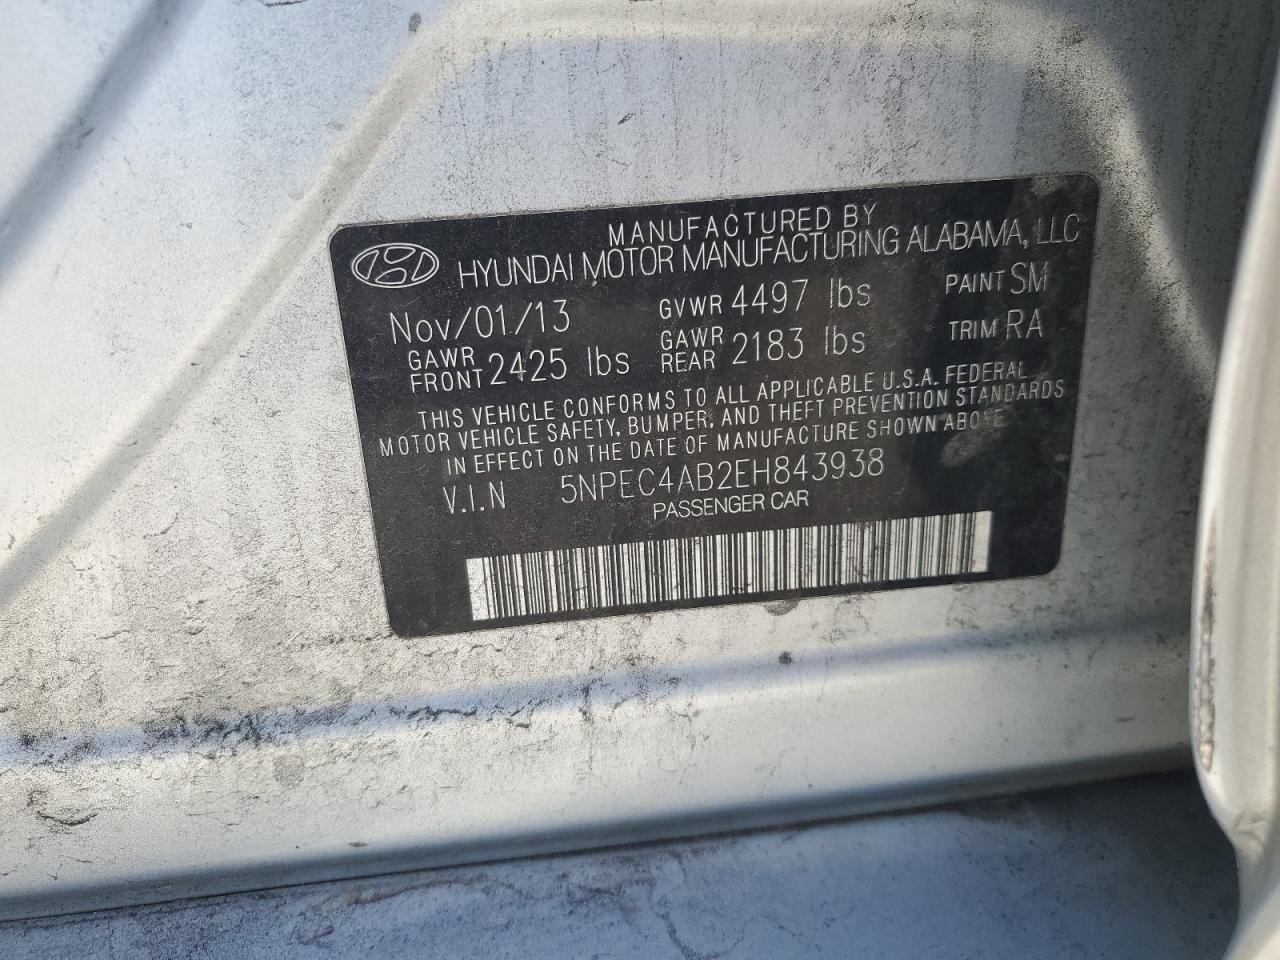 MANUFACTURED BY
HYUNDAI MOTOR MANUFACTURING ALABAMA, LLC
Nov/01/13 GVWR 4497 lbs PAINT SM
GAWR FRONT 2425 lbs GAWR REAR 2183 lbs TRIM RA
THIS VEHICLE CONFORMS TO ALL APPLICABLE U.S.A. FEDERAL
MOTOR VEHICLE SAFETY, BUMPER, AND THEFT PREVENTION STANDARDS
IN EFFECT ON THE DATE OF MANUFACTURE SHOWN ABOVE
V.I.N 5NPEC4AB2EH843938
PASSENGER CAR